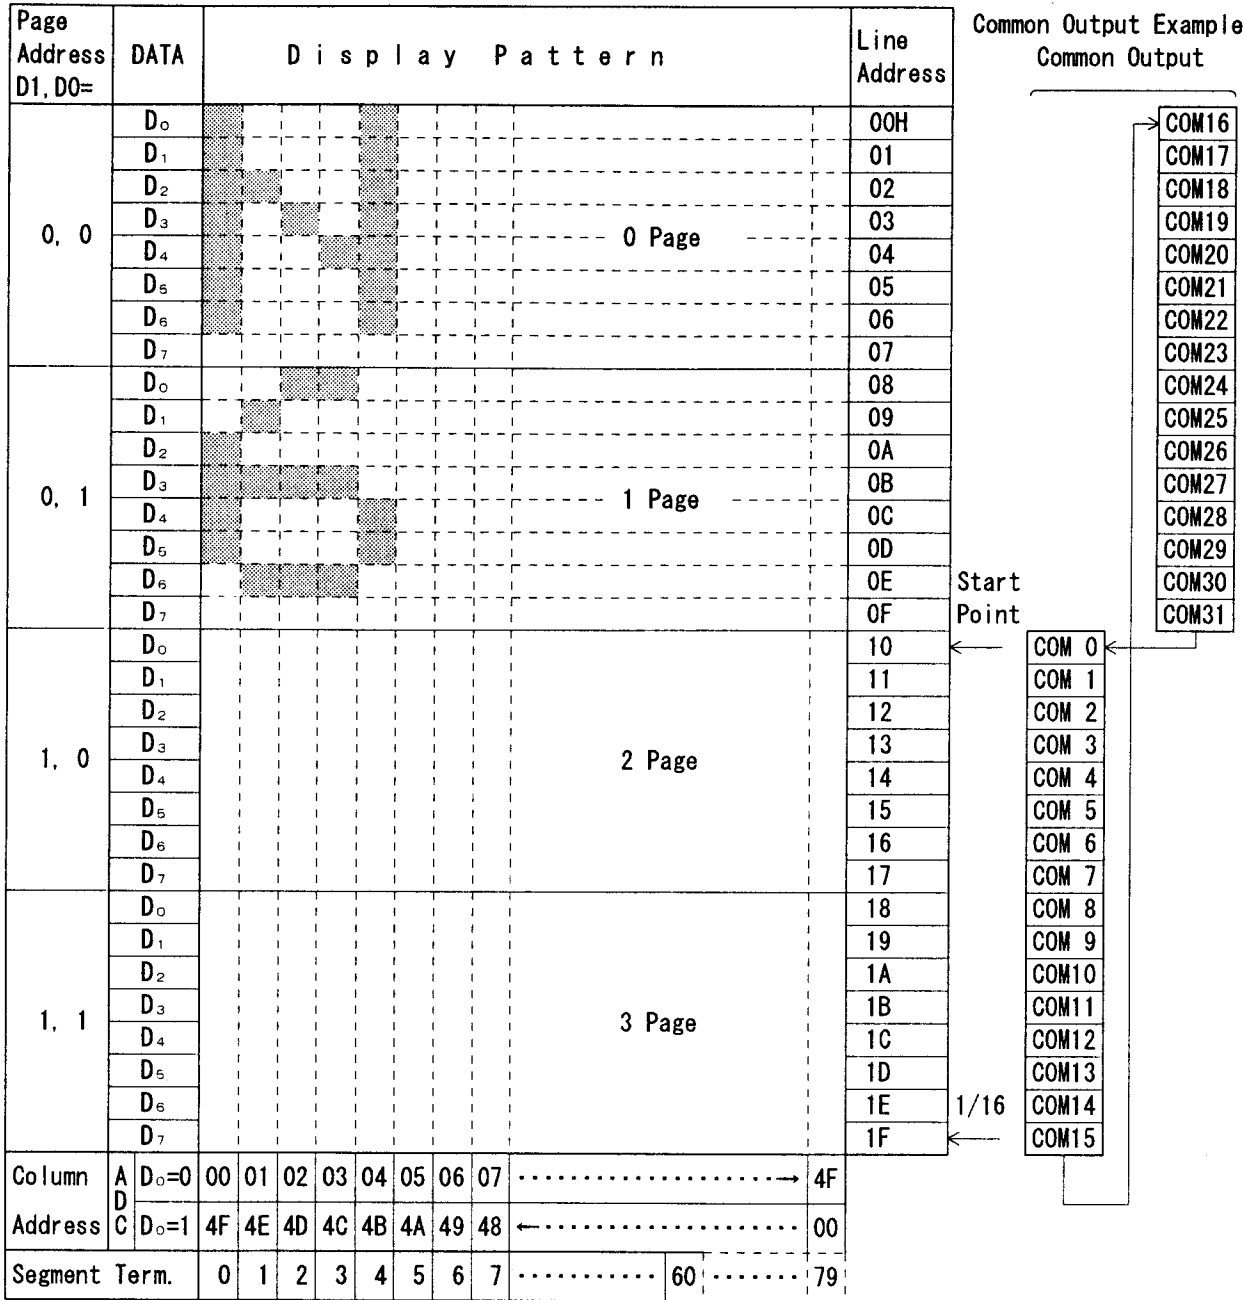 Page Address D1, D0=
DATA
Display Pattern
Line Address
Common Output Example
Common Output
D0 00H COM16
D1 01 COM17
D2 02 COM18
D3 03 COM19
0, 0
0 Page
D4 04 COM20
D5 05 COM21
D6 06 COM22
D7 07 COM23
D0 08 COM24
D1 09 COM25
D2 0A COM26
D3 0B COM27
0, 1
1 Page
D4 0C COM28
D5 0D COM29
D6 0E Start COM30
D7 0F Point COM31
D0 10 COM 0
D1 11 COM 1
D2 12 COM 2
D3 13 COM 3
1, 0
2 Page
D4 14 COM 4
D5 15 COM 5
D6 16 COM 6
D7 17 COM 7
D0 18 COM 8
D1 19 COM 9
D2 1A COM10
D3 1B COM11
1, 1
3 Page
D4 1C COM12
D5 1D COM13
D6 1E 1/16 COM14
D7 1F COM15
Column Address
ADC
D0=0 00 01 02 03 04 05 06 07 4F
D0=1 4F 4E 4D 4C 4B 4A 49 48 00
Segment Term. 0 1 2 3 4 5 6 7 60 79